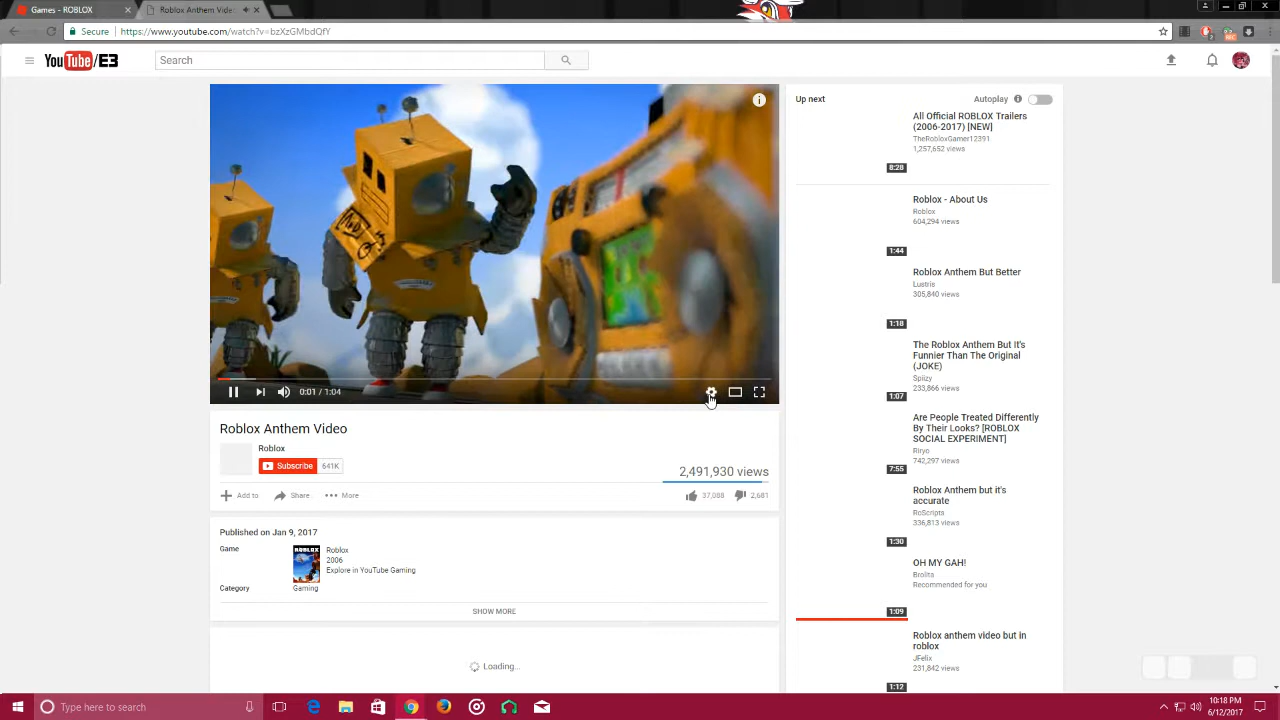 Games - ROBLOX
Roblox Anthem Vide
Secure
https://www.youtube.com/watch?v=bzXzGMbdQfY
YouTube/E3
Search
0:01 / 1:04
Roblox Anthem Video
Roblox
Subscribe 641K
2,491,930 views
Add to Share More
37,088 2,681
Published on Jan 9, 2017
Game
Roblox
2006
Explore in YouTube Gaming
Category Gaming
SHOW MORE
Loading...
Up next Autoplay
All Official ROBLOX Trailers
(2006-2017) [NEW]
TheRobloxGamer12391
1,257,652 views
8:28
Roblox - About Us
Roblox
604,294 views
1:44
Roblox Anthem But Better
Lustris
305,840 views
1:18
The Roblox Anthem But It's
Funnier Than The Original
(JOKE)
Spiizy
233,866 views
1:07
Are People Treated Differently
By Their Looks? [ROBLOX
SOCIAL EXPERIMENT]
Riryo
742,297 views
7:55
Roblox Anthem but it's
accurate
RoScripts
336,813 views
1:30
OH MY GAH!
Brolita
Recommended for you
1:09
Roblox anthem video but in
roblox
JFelix
231,842 views
1:12
Type here to search
10:18 PM
6/12/2017